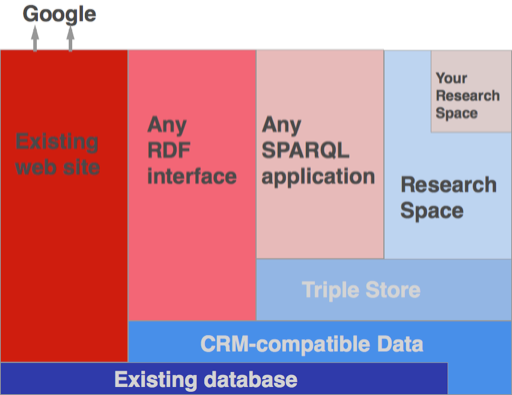 Google
Existing
web site
Any
RDF
interface
Any
SPARQL
application
Your
Research
Space
Research
Space
Triple Store
CRM-compatible Data
Existing database